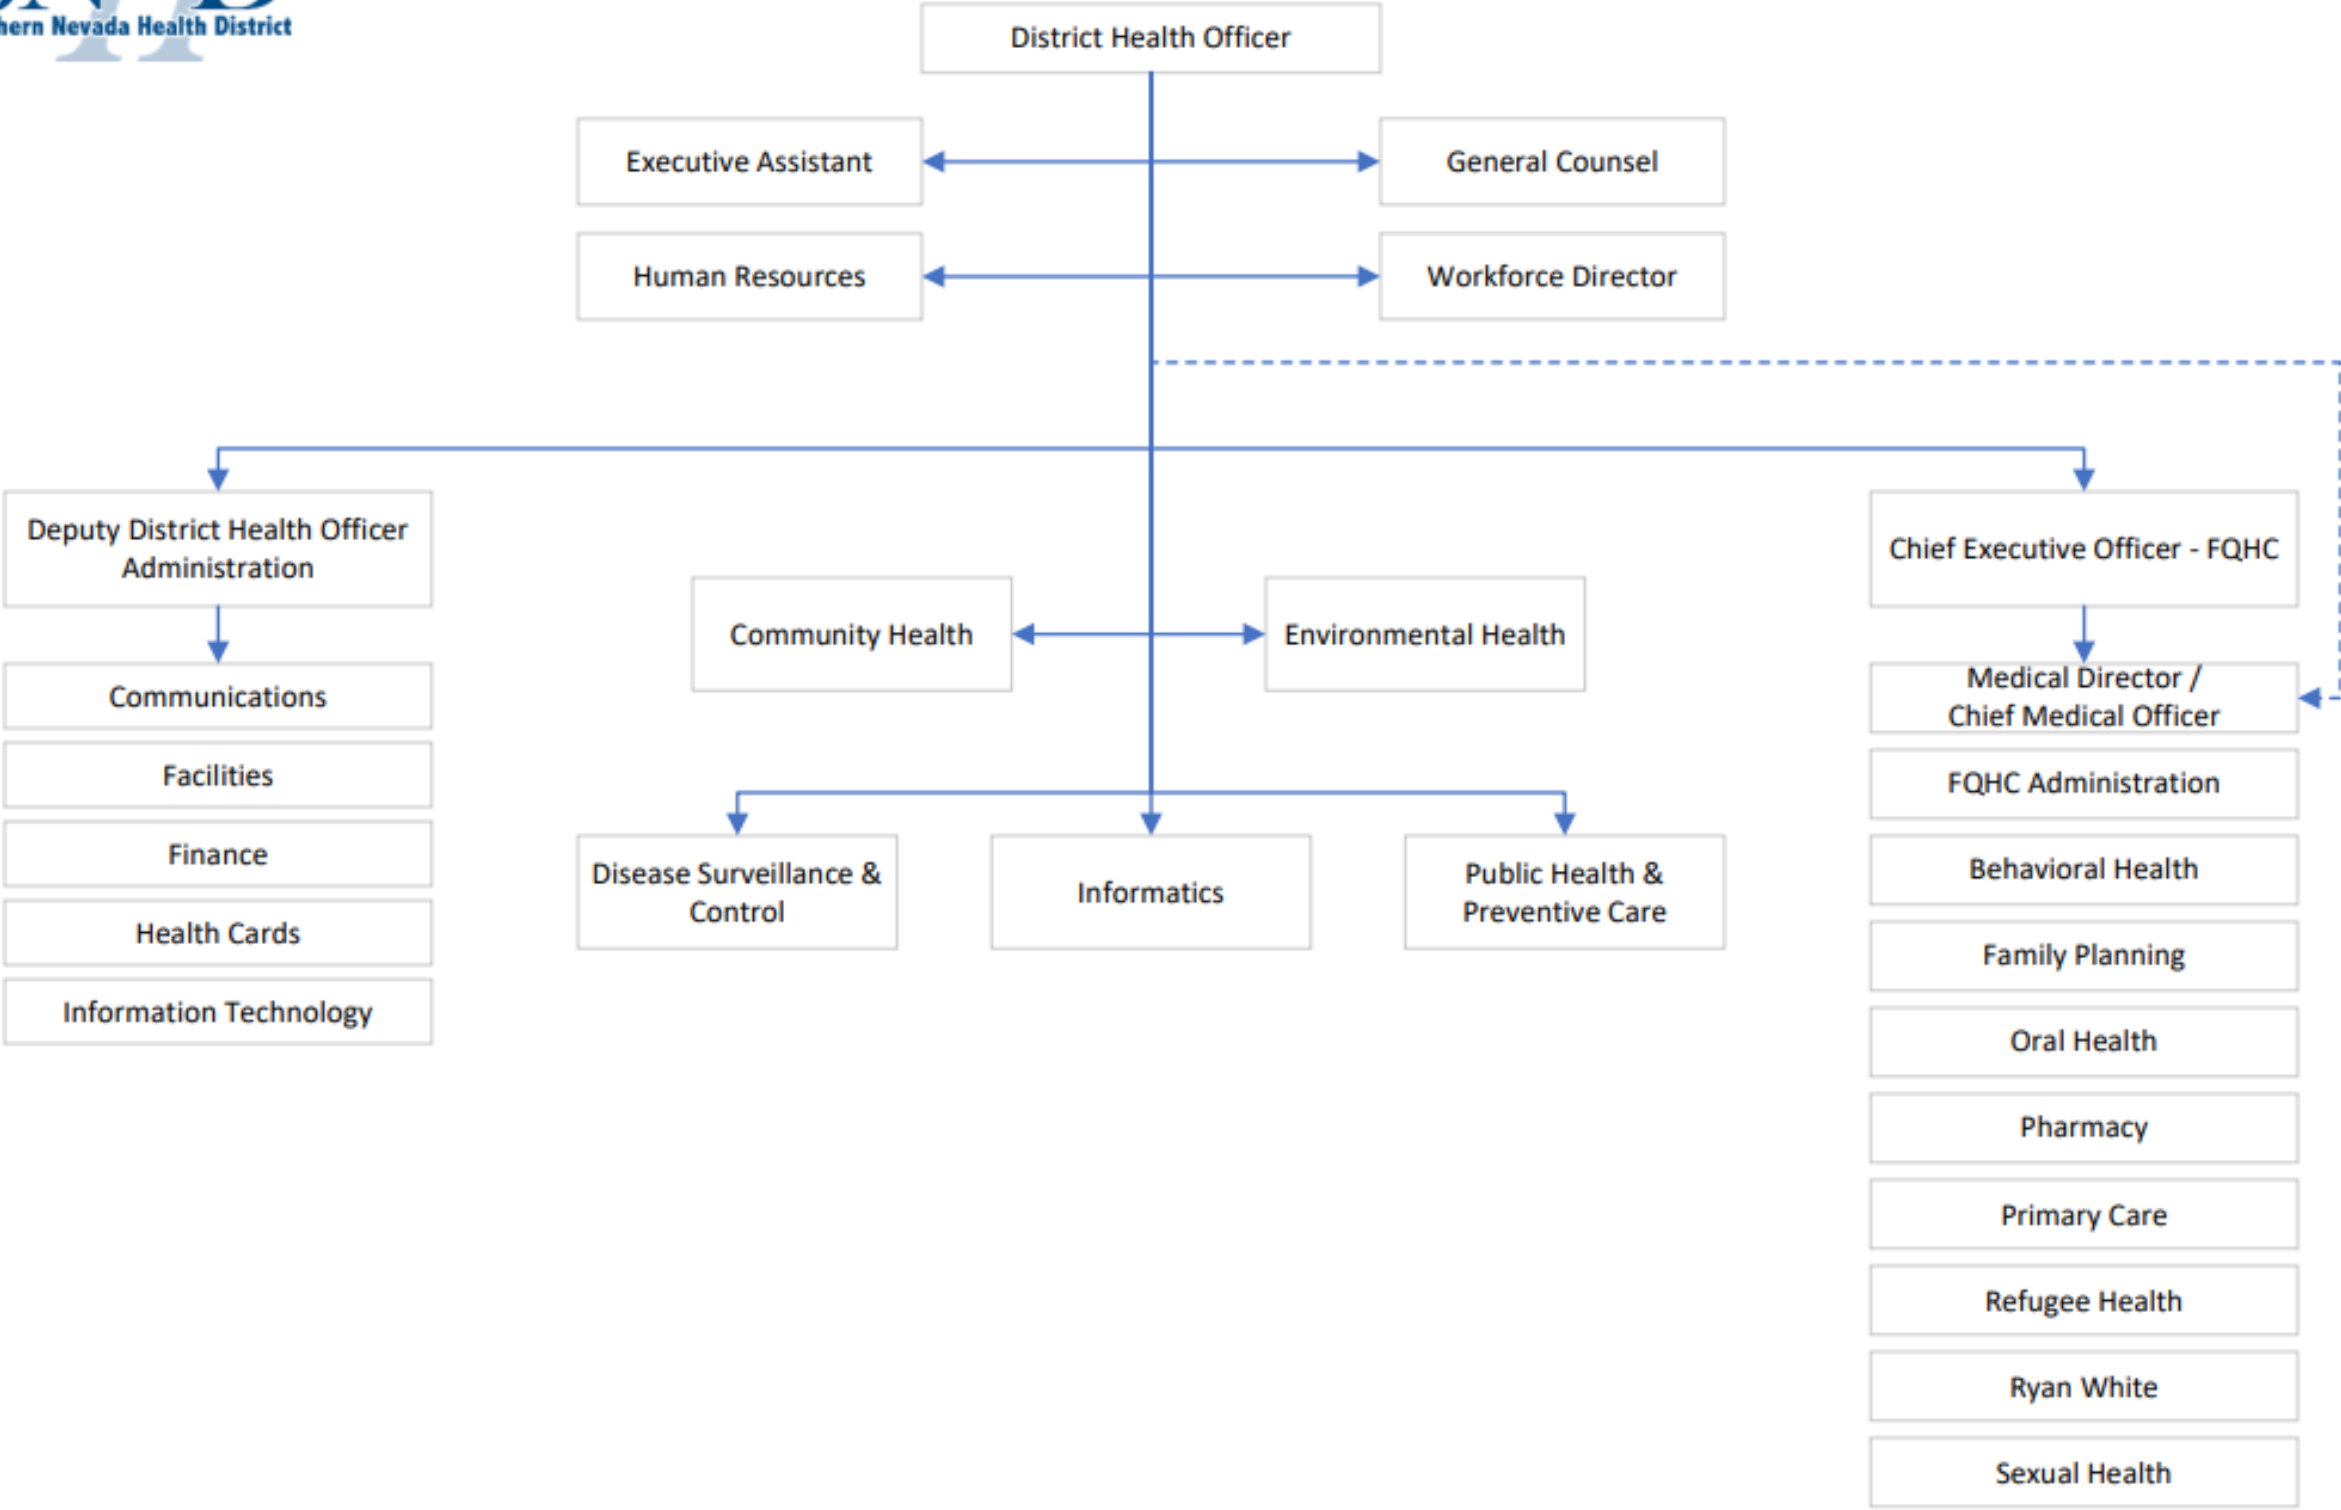 Nevada Health District
District Health Officer
Executive Assistant
General Counsel
Human Resources
Workforce Director
Deputy District Health Officer
Administration
Chief Executive Officer - FQHC
Community Health
Environmental Health
Communications
Facilities
Finance
Health Cards
Information Technology
Disease Surveillance &
Control
Informatics
Public Health &
Preventive Care
Medical Director /
Chief Medical Officer
FQHC Administration
Behavioral Health
Family Planning
Oral Health
Pharmacy
Primary Care
Refugee Health
Ryan White
Sexual Health